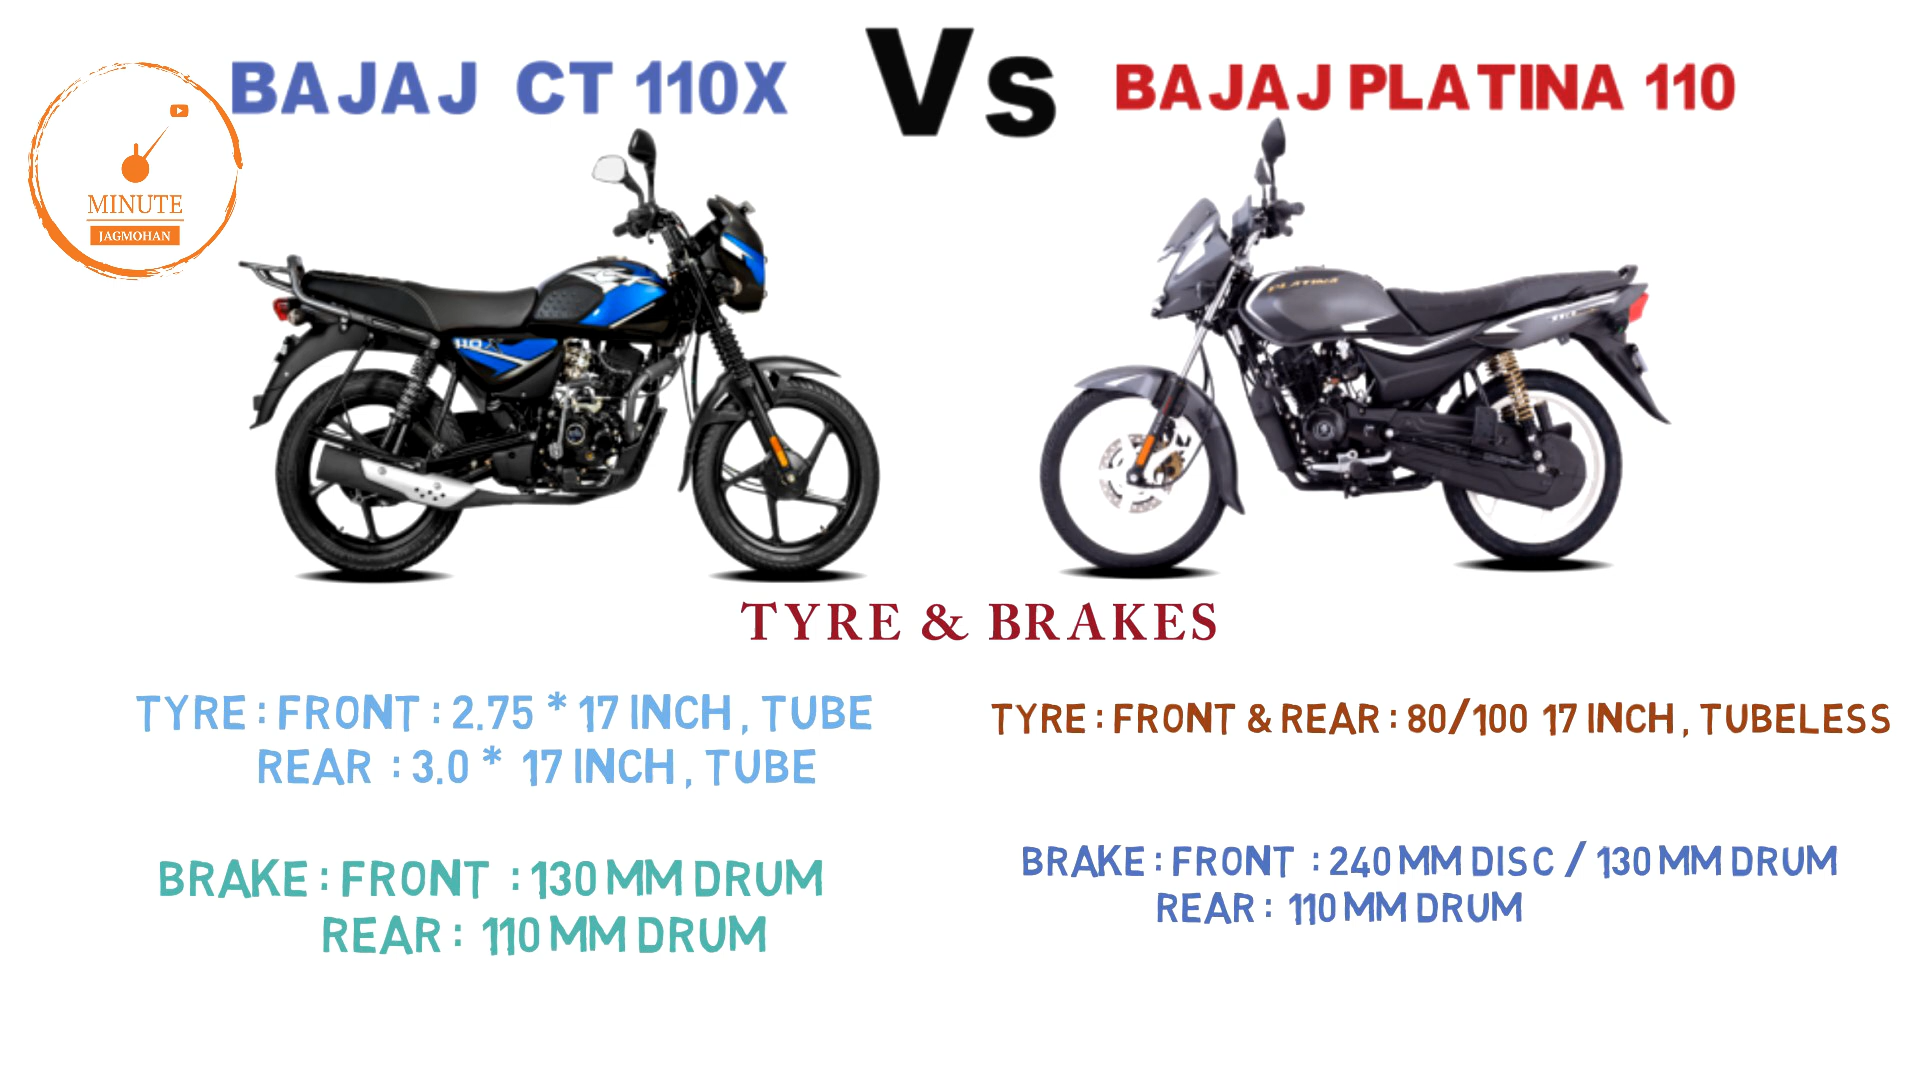 BAJAJ CT 110X
Vs
BAJAJ PLATINA 110
MINUTE
JAGMOHAN
110X
PLATINA
TYRE & BRAKES
TYRE : FRONT : 2.75 * 17 INCH, TUBE
REAR : 3.0 * 17 INCH, TUBE
TYRE : FRONT & REAR : 80/100 17 INCH, TUBELESS
BRAKE : FRONT : 130 MM DRUM
REAR : 110 MM DRUM
BRAKE : FRONT : 240 MM DISC / 130 MM DRUM
REAR : 110 MM DRUM